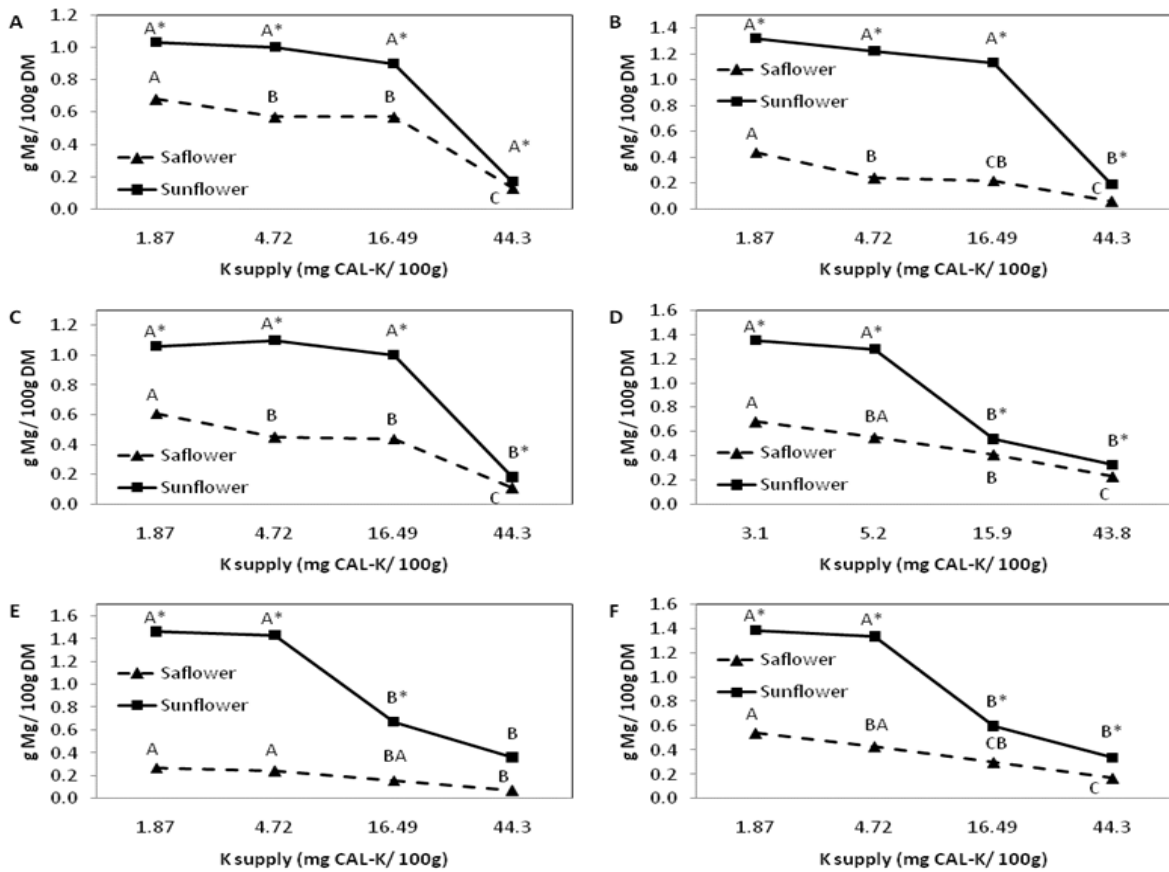 A
g Mg/ 100g DM
1.2
1.0
0.8
0.6
0.4
0.2
0.0
A*
A*
A*
A*
A
B
B
C
Saflower
Sunflower
1.87 4.72 16.49 44.3
K supply (mg CAL-K/ 100g)
B
g Mg/ 100g DM
1.4
1.2
1.0
0.8
0.6
0.4
0.2
0.0
A*
A*
A*
B*
A
B
CB
C
Saflower
Sunflower
1.87 4.72 16.49 44.3
K supply (mg CAL-K/ 100g)
C
g Mg/ 100g DM
1.2
1.0
0.8
0.6
0.4
0.2
0.0
A*
A*
A*
B*
A
B
B
C
Saflower
Sunflower
1.87 4.72 16.49 44.3
K supply (mg CAL-K/ 100g)
D
g Mg/ 100g DM
1.6
1.4
1.2
1.0
0.8
0.6
0.4
0.2
0.0
A*
A*
B*
B*
A
BA
B
C
Saflower
Sunflower
3.1 5.2 15.9 43.8
K supply (mg CAL-K/ 100g)
E
g Mg/ 100g DM
1.6
1.4
1.2
1.0
0.8
0.6
0.4
0.2
0.0
A*
A*
B*
B
A
A
BA
B
Saflower
Sunflower
1.87 4.72 16.49 44.3
K supply (mg CAL-K/ 100g)
F
g Mg/ 100g DM
1.6
1.4
1.2
1.0
0.8
0.6
0.4
0.2
0.0
A*
A*
B*
B*
A
BA
CB
C
Saflower
Sunflower
1.87 4.72 16.49 44.3
K supply (mg CAL-K/ 100g)